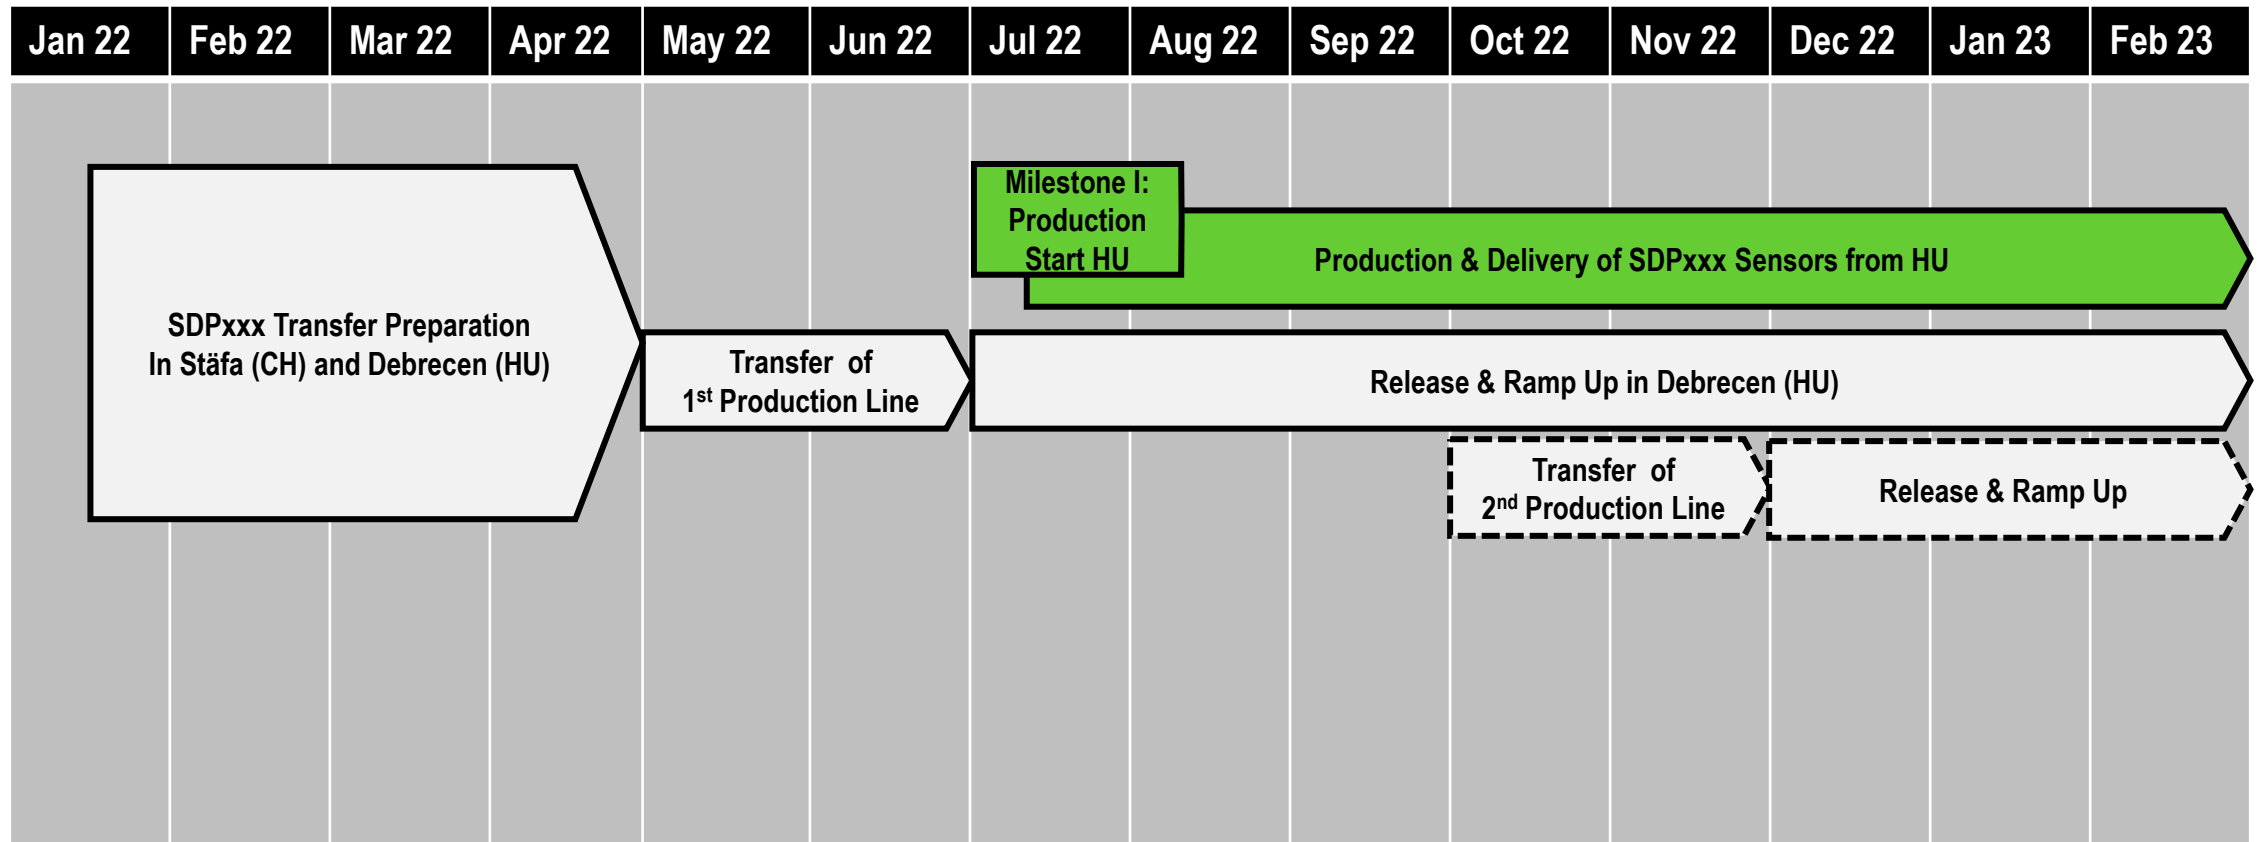 Jan 22 Feb 22 Mar 22 Apr 22 May 22 Jun 22 Jul 22 Aug 22 Sep 22 Oct 22 Nov 22 Dec 22 Jan 23 Feb 23
Milestone I:
Production
Start HU
Production & Delivery of SDPxxx Sensors from HU
SDPxxx Transfer Preparation
In Stäfa (CH) and Debrecen (HU)
Transfer of
1st Production Line
Release & Ramp Up in Debrecen (HU)
Transfer of
2nd Production Line
Release & Ramp Up